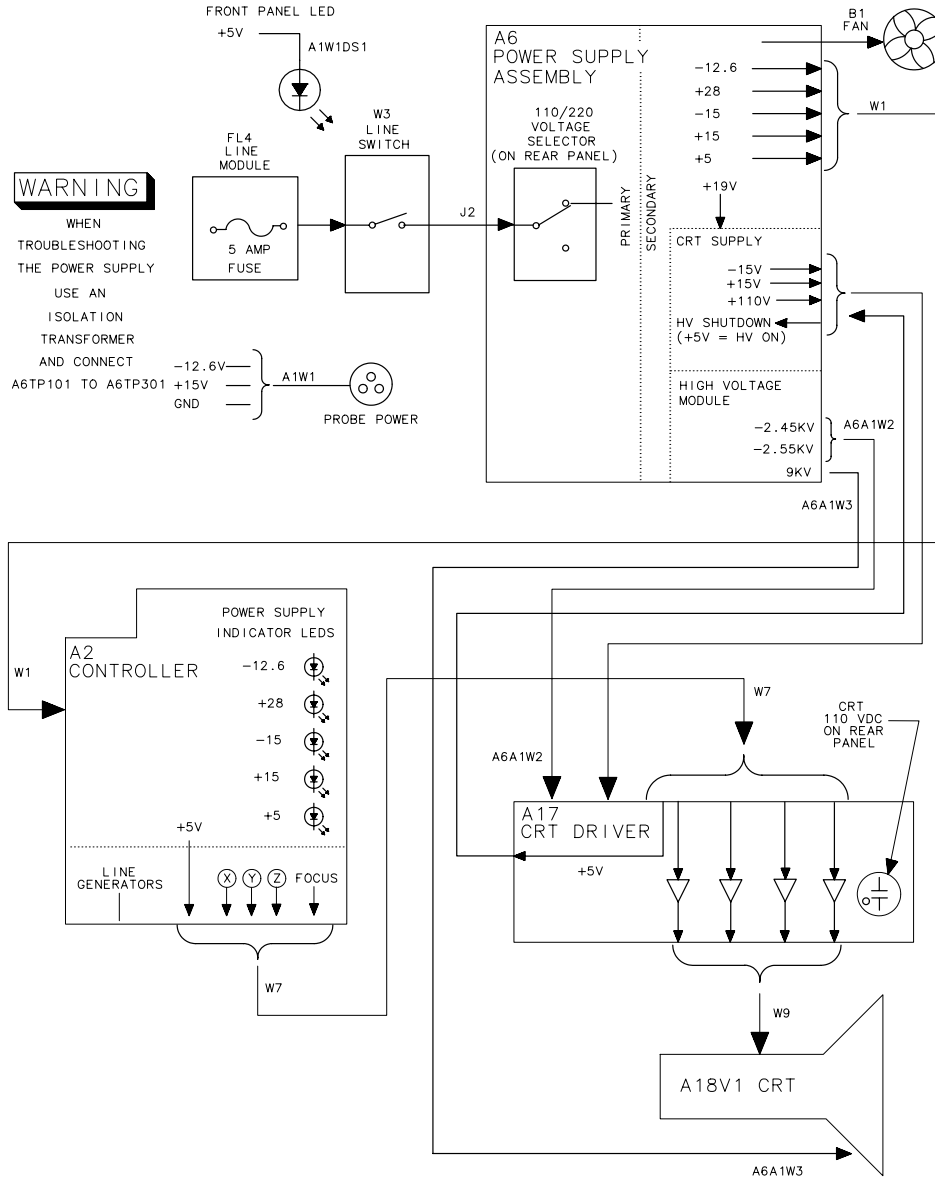 FRONT PANEL LED
+5V
A1W1DS1
FL4
LINE
MODULE
5 AMP
FUSE
W3
LINE
SWITCH
J2
WARNING
WHEN
TROUBLESHOOTING
THE POWER SUPPLY
USE AN
ISOLATION
TRANSFORMER
AND CONNECT
A6TP101 TO A6TP301
-12.6V
+15V
GND
A1W1
PROBE POWER
A6
POWER SUPPLY
ASSEMBLY
110/220
VOLTAGE
SELECTOR
(ON REAR PANEL)
PRIMARY
SECONDARY
B1
FAN
-12.6
+28
-15
+15
+5
W1
+19V
CRT SUPPLY
-15V
+15V
+110V
HV SHUTDOWN
(+5V = HV ON)
HIGH VOLTAGE
MODULE
-2.45KV
-2.55KV
9KV
A6A1W2
A6A1W3
W1
A2
CONTROLLER
POWER SUPPLY
INDICATOR LEDS
-12.6
+28
-15
+15
+5
+5V
LINE
GENERATORS
X
Y
Z
FOCUS
W7
W7
A6A1W2
CRT
110 VDC
ON REAR
PANEL
A17
CRT DRIVER
+5V
W9
A18V1 CRT
A6A1W3